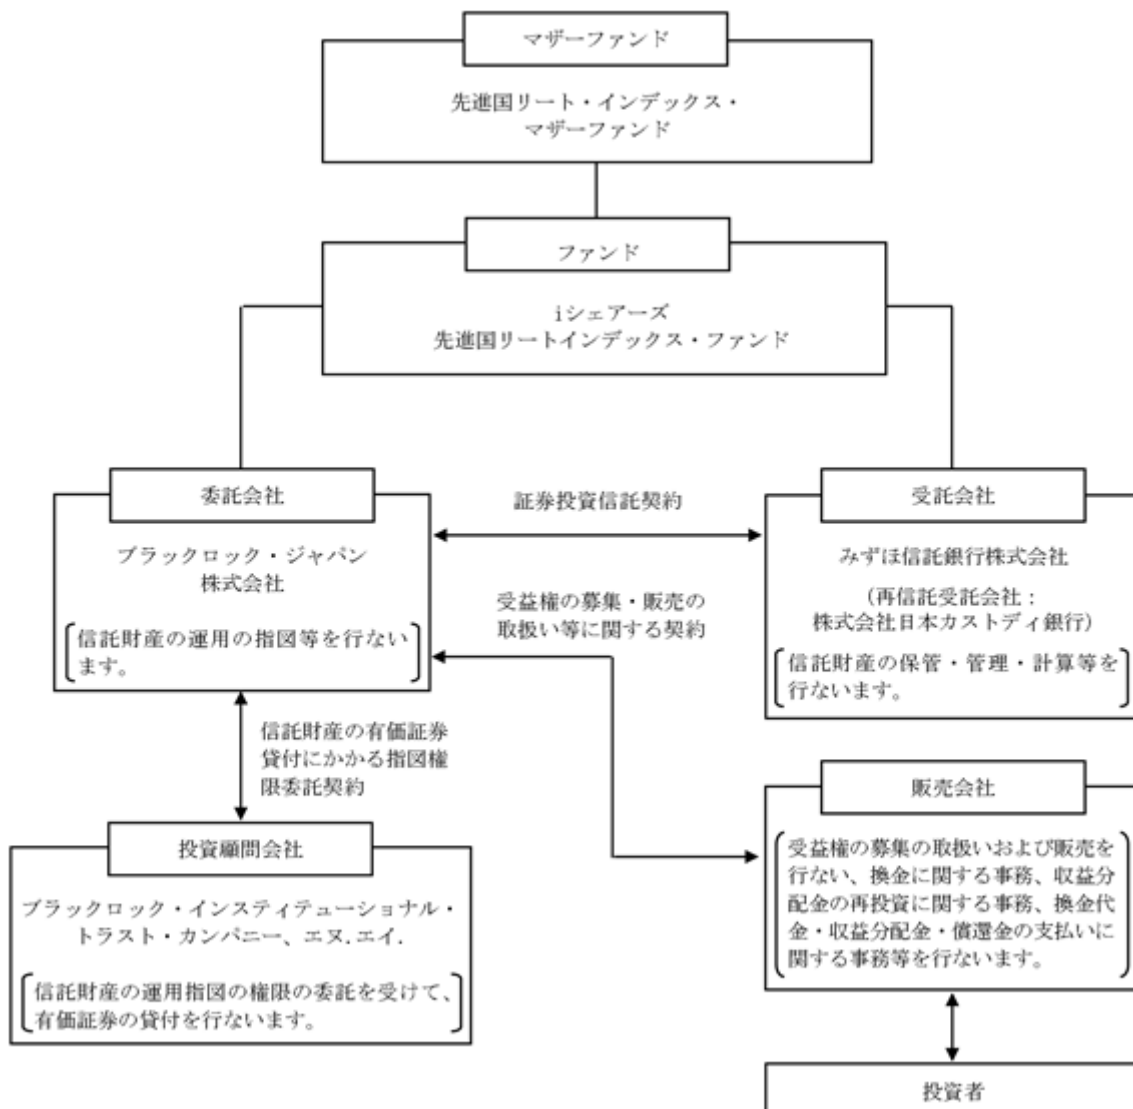 マザーファンド
先進国リート・インデックス・
マザーファンド
ファンド
iシェアーズ
先進国リートインデックス・ファンド
委託会社
ブラックロック・ジャパン
株式会社
信託財産の運用の指図等を行ない
ます。
証券投資信託契約
受益権の募集・販売の
取扱い等に関する契約
受託会社
みずほ信託銀行株式会社
(再信託受託会社:
株式会社日本カストディ銀行)
信託財産の保管・管理・計算等を
行ないます。
信託財産の有価証券
貸付にかかる指図権
限委託契約
投資顧問会社
ブラックロック・インスティテューショナル・
トラスト・カンパニー、エヌ.エイ.
信託財産の運用指図の権限の委託を受けて、
有価証券の貸付を行ないます。
販売会社
受益権の募集の取扱いおよび販売を
行ない、換金に関する事務、収益分
配金の再投資に関する事務、換金代
金・収益分配金・償還金の支払いに
関する事務等を行ないます。
投資者